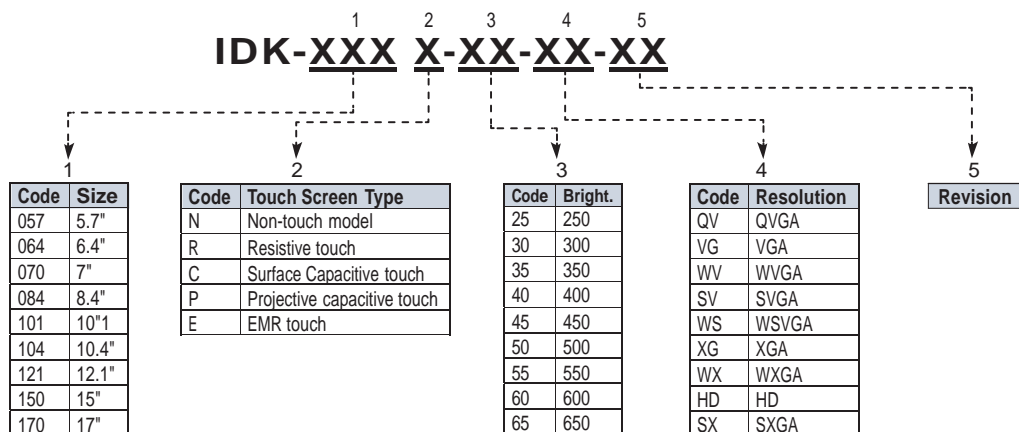 1 2 3 4 5
IDK-XXX X-XX-XX-XX
1
Code Size
057 5.7"
064 6.4"
070 7"
084 8.4"
101 10"1
104 10.4"
121 12.1"
150 15"
170 17"
2
Code Touch Screen Type
N Non-touch model
R Resistive touch
C Surface Capacitive touch
P Projective capacitive touch
E EMR touch
3
Code Bright.
25 250
30 300
35 350
40 400
45 450
50 500
55 550
60 600
65 650
4
Code Resolution
QV QVGA
VG VGA
WV WVGA
SV SVGA
WS WSVGA
XG XGA
WX WXGA
HD HD
SX SXGA
5
Revision